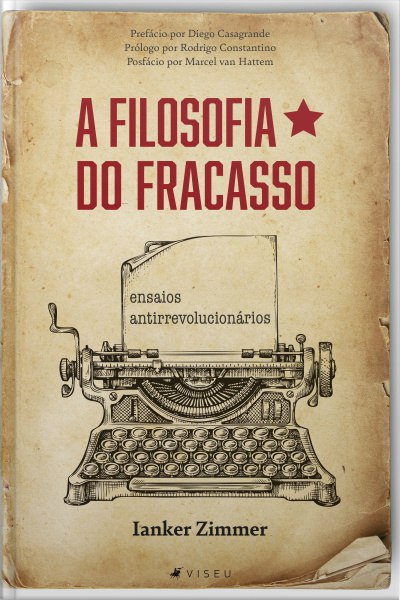 Prefácio por Diego Casagrande
Prólogo por Rodrigo Constantino
Posfácio por Marcel van Hattem
A FILOSOFIA
DO FRACASSO
ensaios
antirrevolucionários
Ianker Zimmer
VISEU